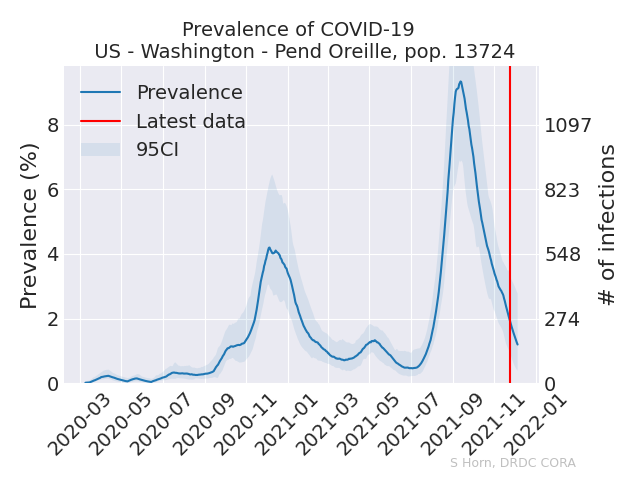 Prevalence of COVID-19
US - Washington - Pend Oreille, pop. 13724
Prevalence
Latest data
95CI
Prevalence (%)
8
6
4
2
0
1097
823
548
274
0
# of infections
2020-03
2020-05
2020-07
2020-09
2020-11
2021-01
2021-03
2021-05
2021-07
2021-09
2021-11
2022-01
S Horn, DRDC CORA